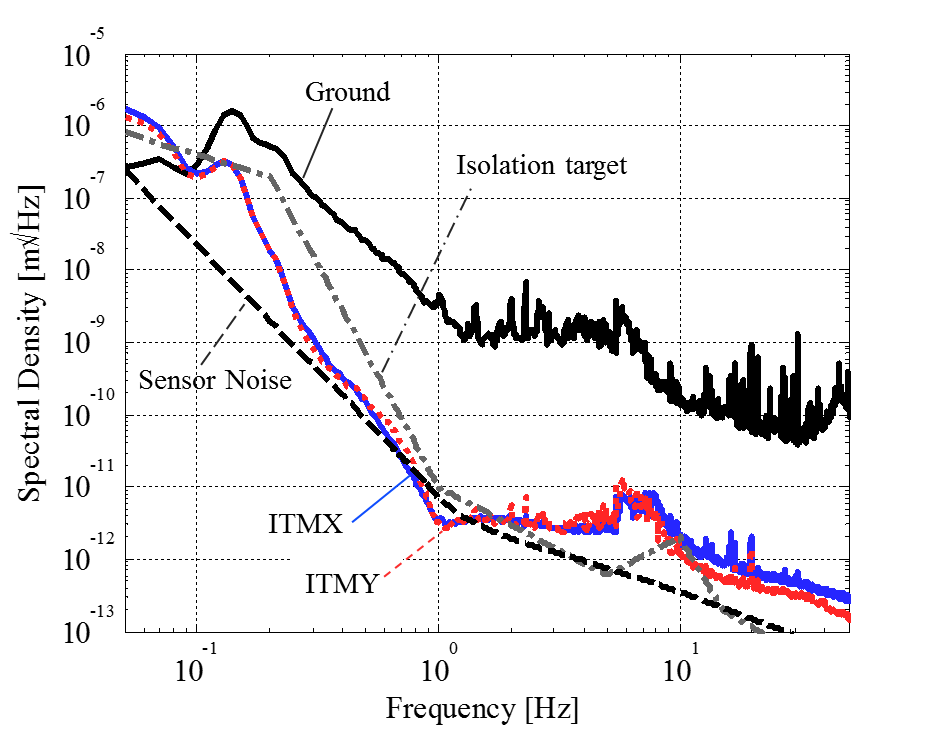 10^-5
10^-6
10^-7
10^-8
10^-9
10^-10
10^-11
10^-12
10^-13
Spectral Density [m√Hz]
Ground
Isolation target
Sensor Noise
ITMX
ITMY
10^-1
10^0
10^1
Frequency [Hz]